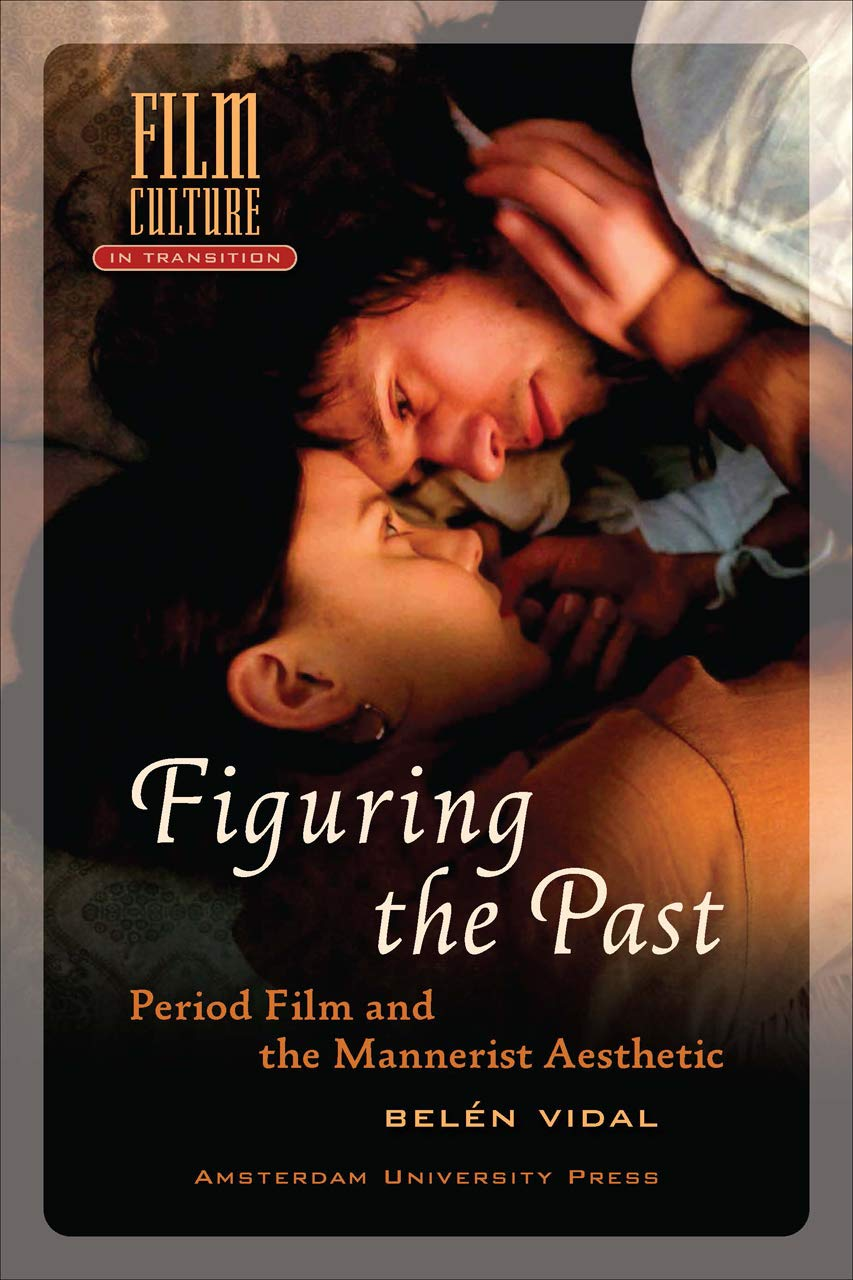 FILM
CULTURE
IN TRANSITION
Figuring
the Past
Period Film and
the Mannerist Aesthetic
BELÉN VIDAL
AMSTERDAM UNIVERSITY PRESS